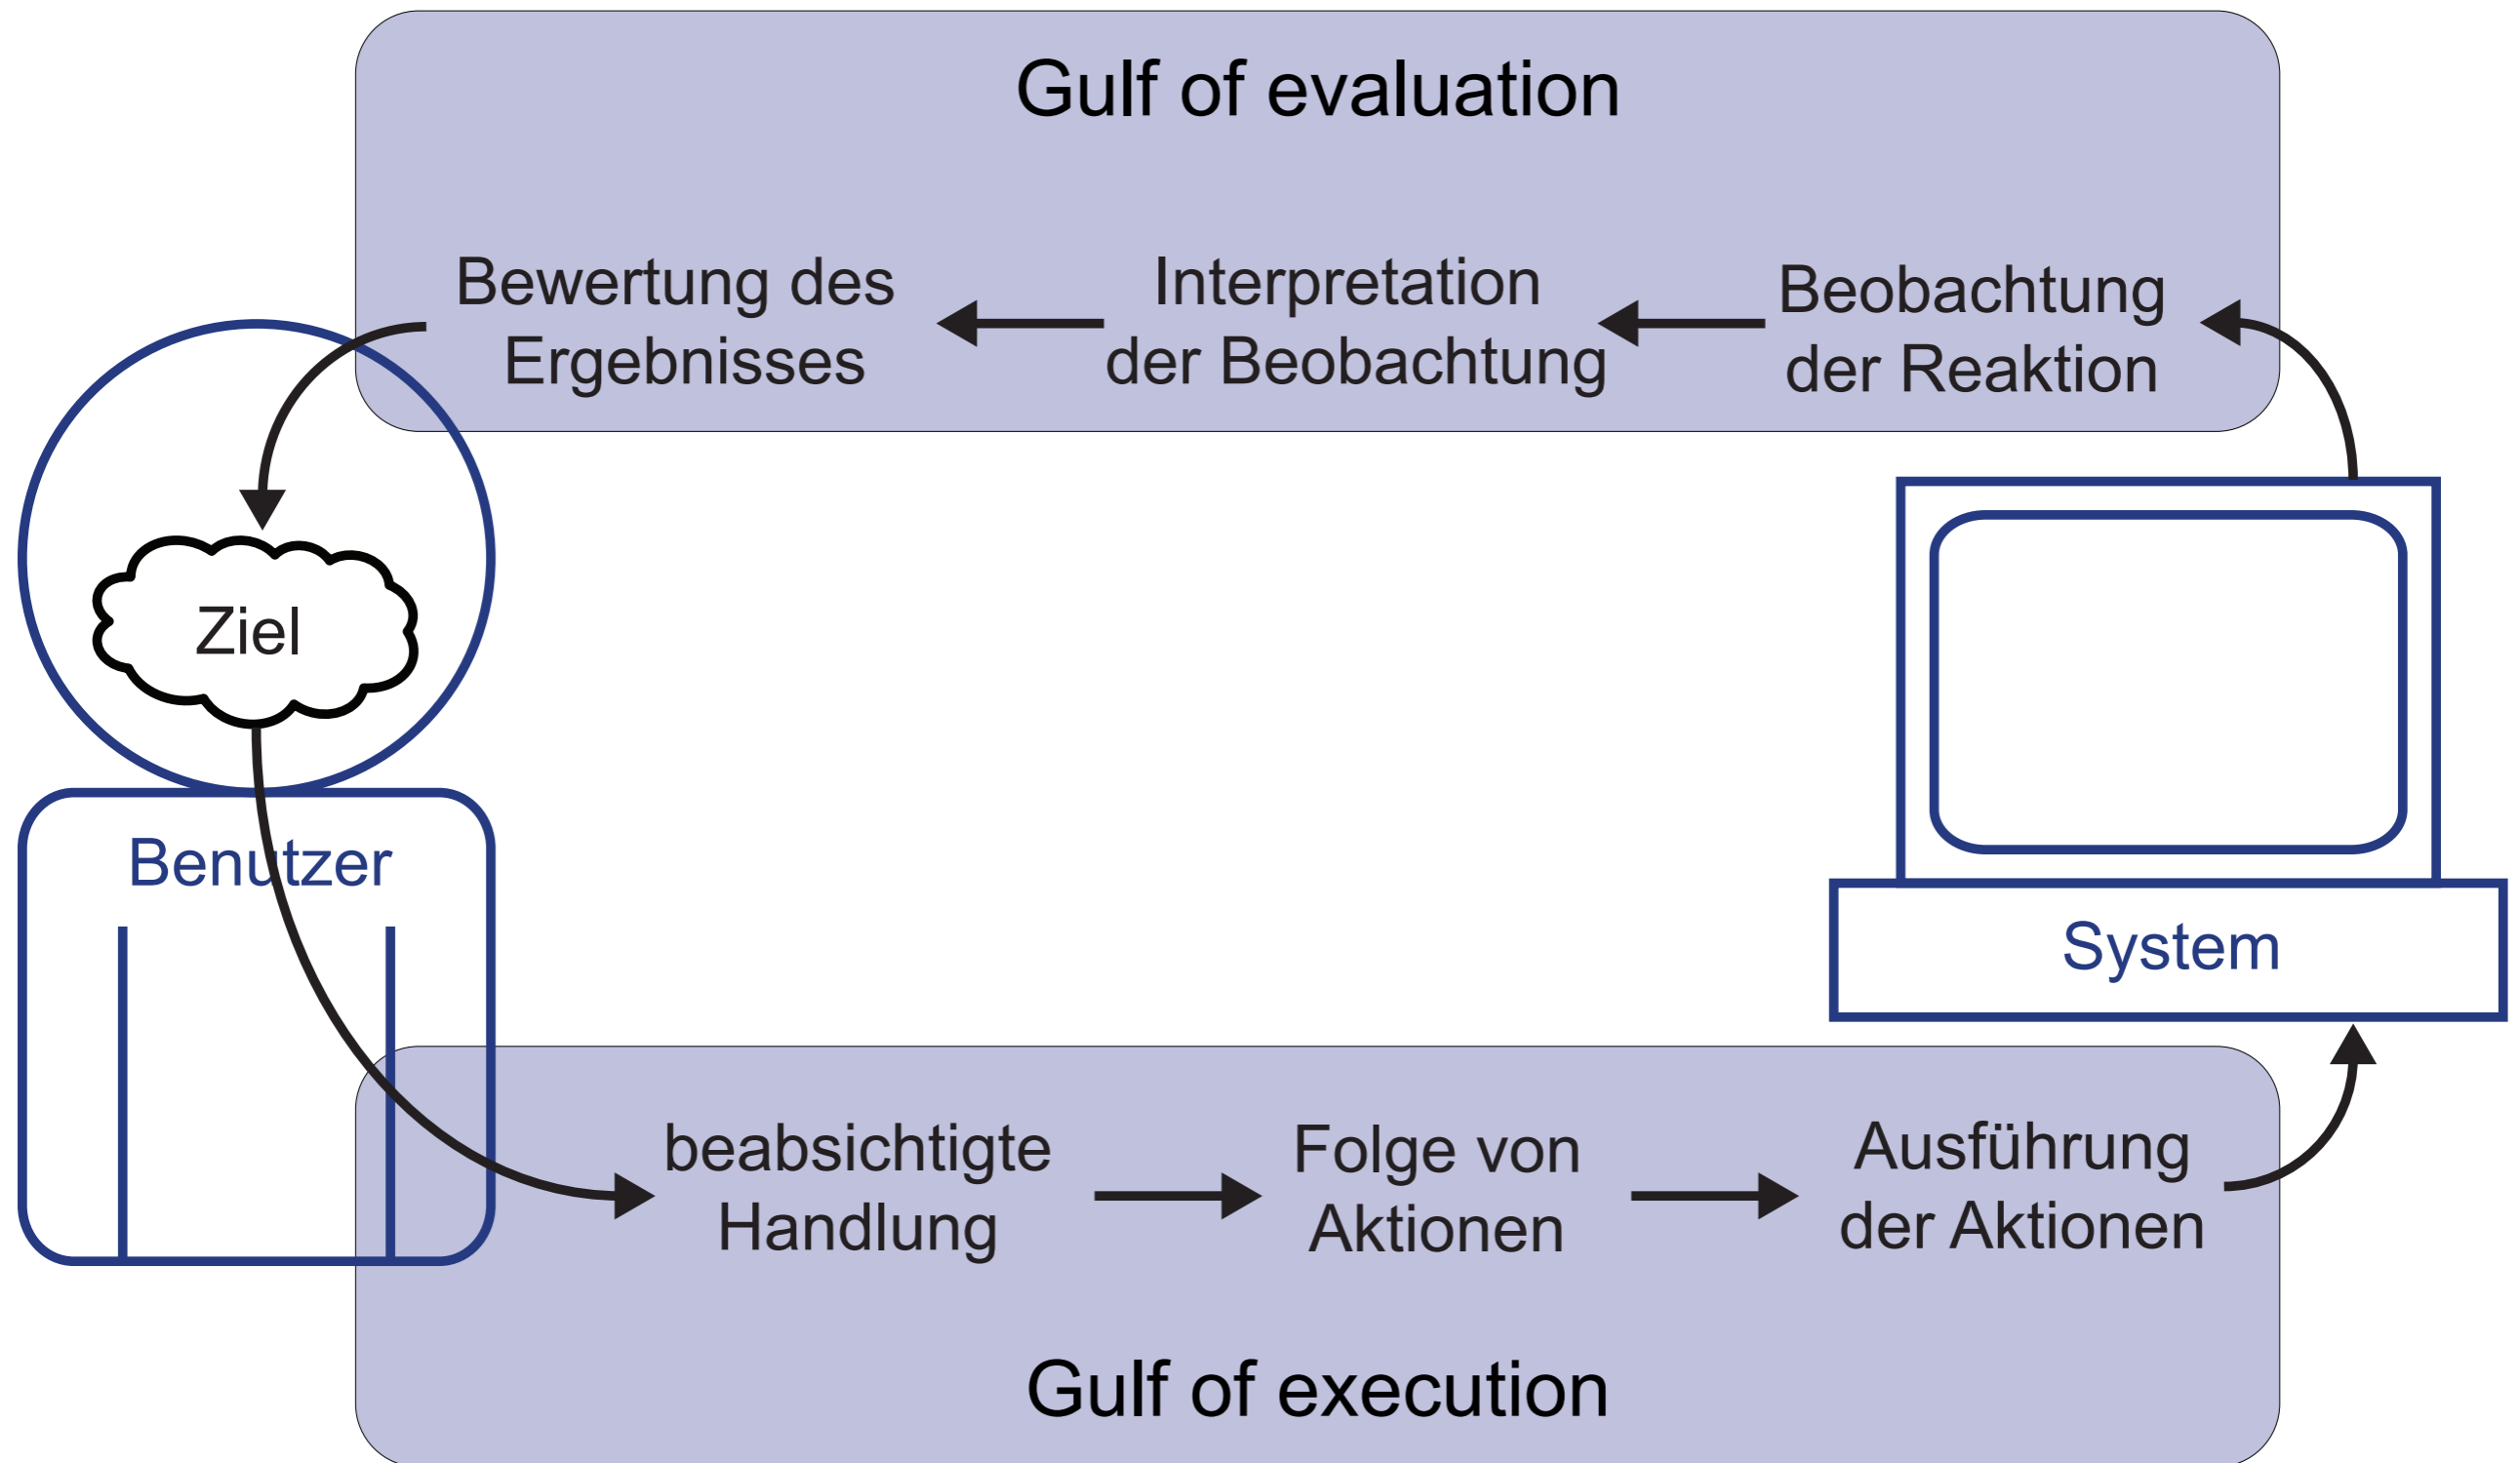 Gulf of evaluation
Bewertung des
Ergebnisses
Interpretation
der Beobachtung
Beobachtung
der Reaktion
Ziel
Benutzer
System
beabsichtigte
Handlung
Folge von
Aktionen
Ausführung
der Aktionen
Gulf of execution